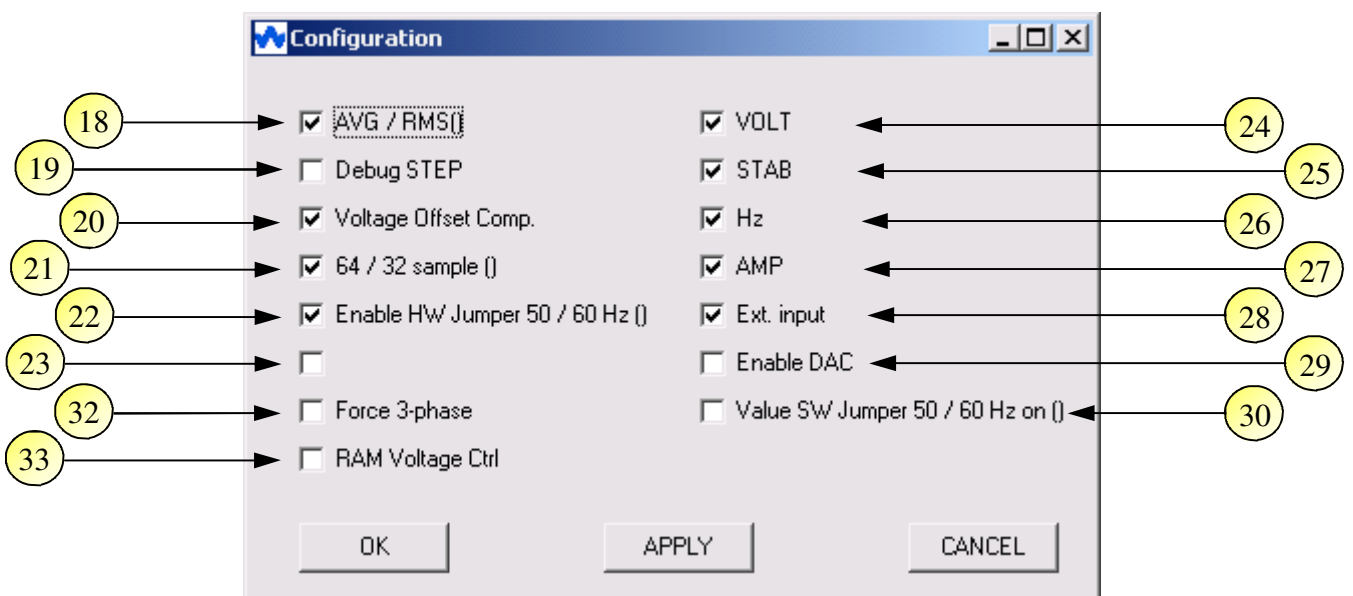 Configuration
18 AVG / RMS() VOLT 24
19 Debug STEP STAB 25
20 Voltage Offset Comp. Hz 26
21 64 / 32 sample () AMP 27
22 Enable HW Jumper 50 / 60 Hz () Ext. input 28
23 Enable DAC 29
32 Force 3-phase Value SW Jumper 50 / 60 Hz on () 30
33 RAM Voltage Ctrl
OK APPLY CANCEL